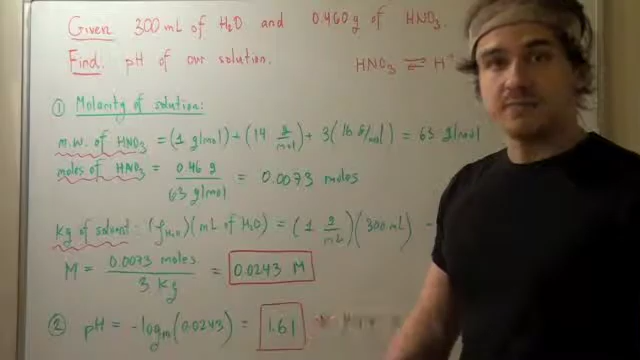 Given: 300 mL of H₂O and 0.460 g of HNO₃.
Find: pH of our solution.
HNO₃ ⇌ H⁺
① Molarity of solution:
M.W. of HNO₃ = (1 g/mol) + (14 g/mol) + 3(16 g/mol) = 63 g/mol
moles of HNO₃ = 0.46 g / 63 g/mol = 0.0073 moles
Kg of solvent: (ρH₂O)(mL of H₂O) = (1 g/mL)(300 mL)
M = 0.0073 moles / 3 Kg = 0.0243 M
② pH = -log₁₀(0.0243) = 1.61